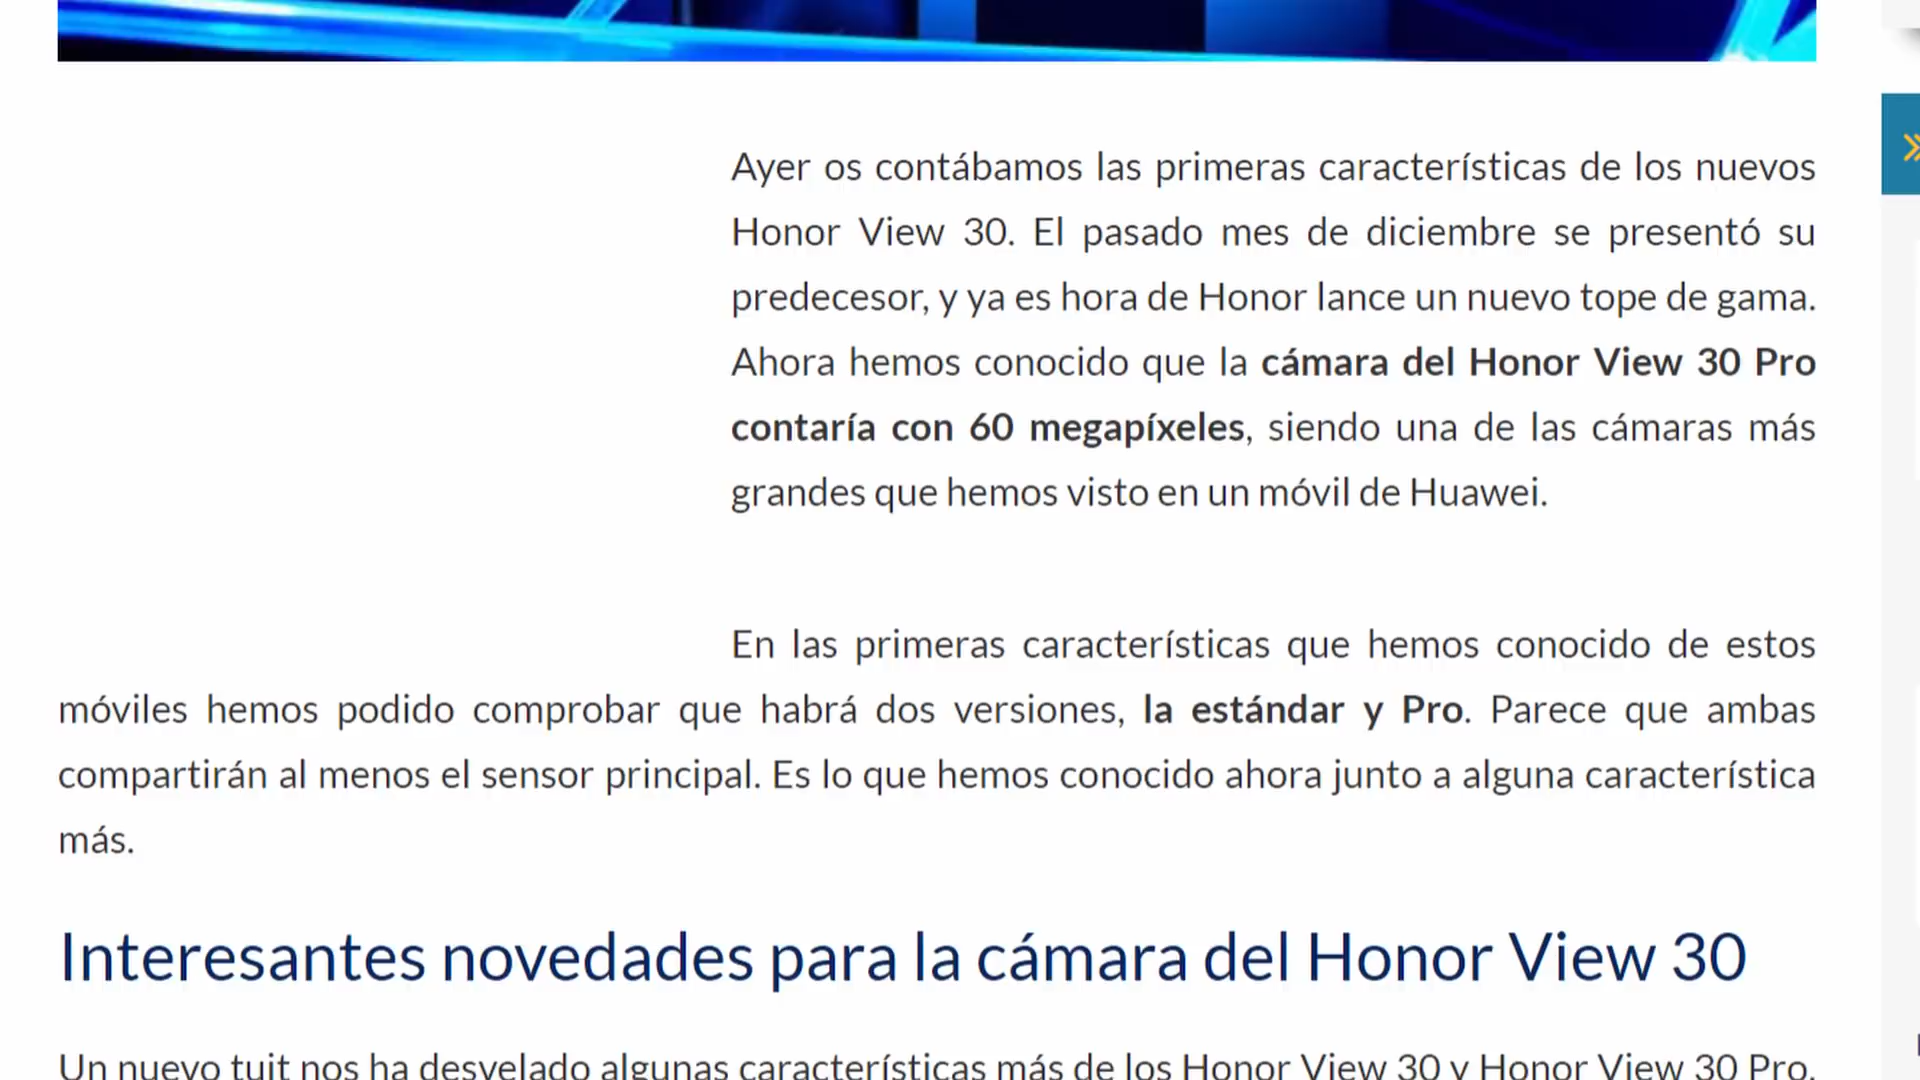 Ayer os contábamos las primeras características de los nuevos
Honor View 30. El pasado mes de diciembre se presentó su
predecesor, y ya es hora de Honor lance un nuevo tope de gama.
Ahora hemos conocido que la cámara del Honor View 30 Pro
contaría con 60 megapíxeles, siendo una de las cámaras más
grandes que hemos visto en un móvil de Huawei.
En las primeras características que hemos conocido de estos
móviles hemos podido comprobar que habrá dos versiones, la estándar y Pro. Parece que ambas
compartirán al menos el sensor principal. Es lo que hemos conocido ahora junto a alguna característica
más.
Interesantes novedades para la cámara del Honor View 30
Un nuevo tuit nos ha desvelado algunas características más de los Honor View 30 y Honor View 30 Pro.